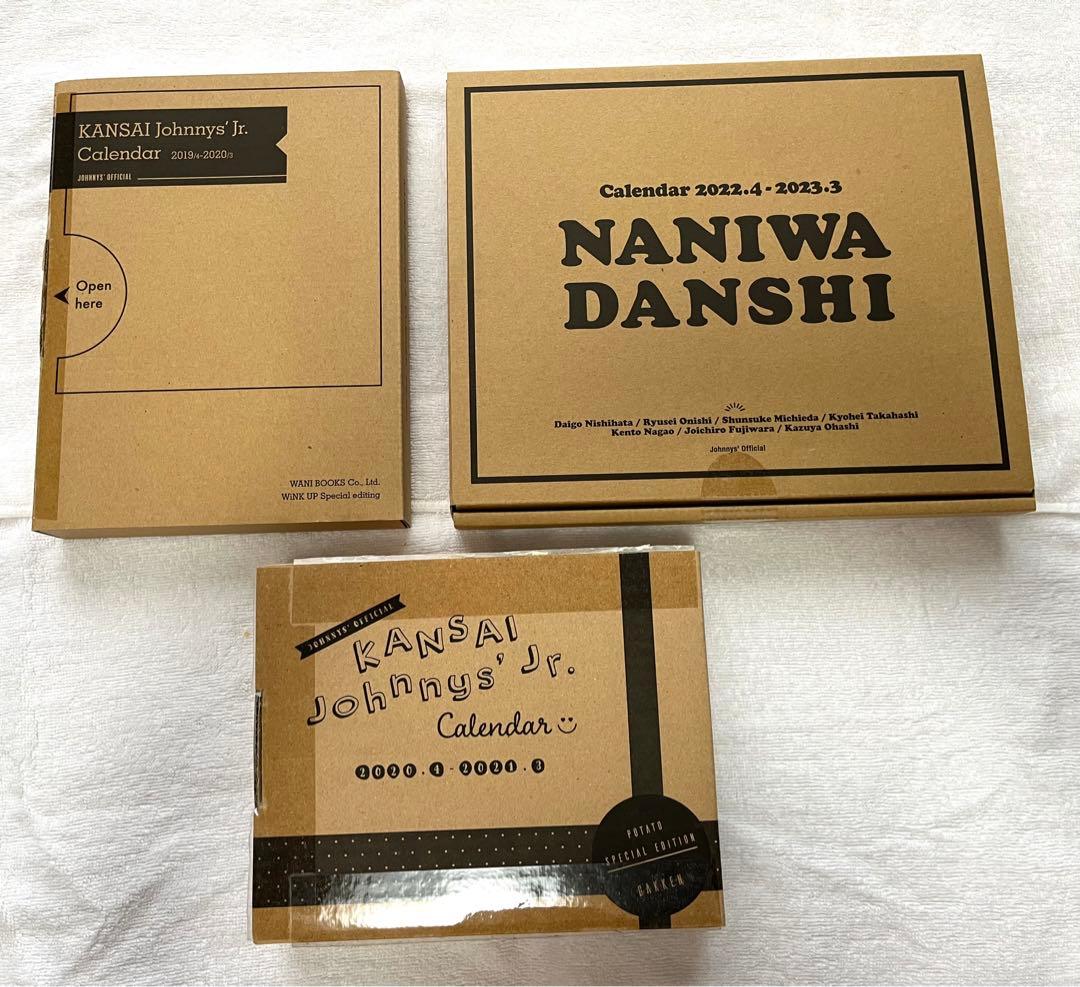 KANSAI Johnnys' Jr.
Calendar 2019/4-2020/3
JOHNNYS' OFFICIAL
Open
here
WANI BOOKS Co., Ltd.
WiNK UP Special editing
Calendar 2022.4-2023.3
NANIWA
DANSHI
Daigo Nishihata / Ryusei Onishi / Shunsuke Michieda / Kyohei Takahashi
Kento Nagao / Joichiro Fujiwara / Kazuya Ohashi
Johnnys' Official
JOHNNYS' OFFICIAL
KANSAI
Johnnys' Jr.
Calendar
2020.4-2021.3
POTATO
SPECIAL EDITION
GAKKEN